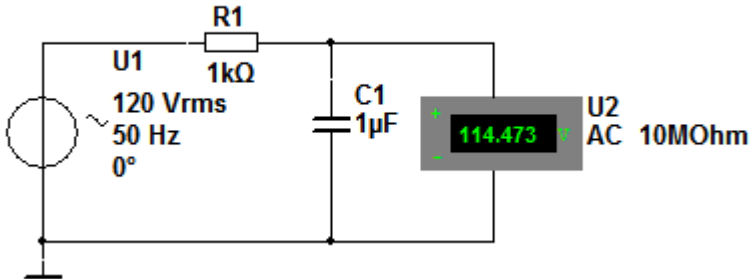 R1
1kΩ
U1
120 Vrms
50 Hz
0°
C1
1µF
+
114.473 V
-
U2
AC 10MOhm